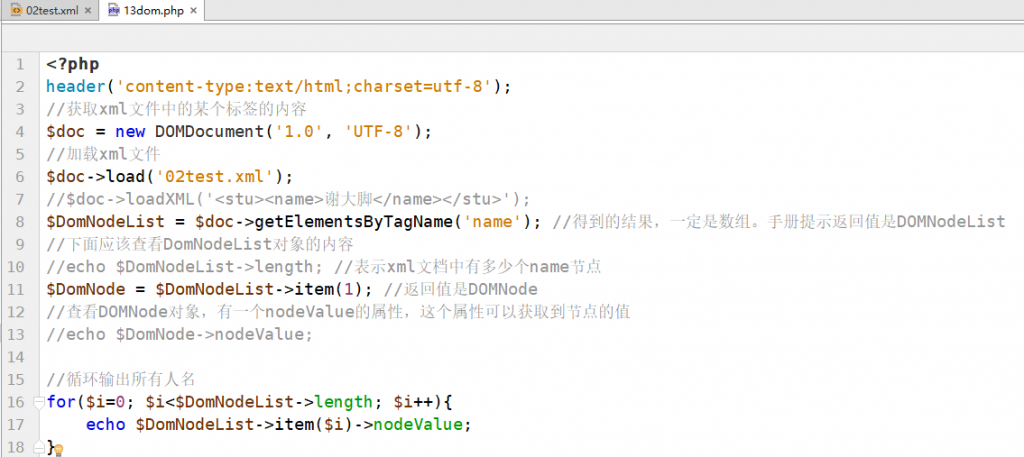 02test.xml 13dom.php
1 <?php
2 header('content-type:text/html;charset=utf-8');
3 //获取xml文件中的某个标签的内容
4 $doc = new DOMDocument('1.0', 'UTF-8');
5 //加载xml文件
6 $doc->load('02test.xml');
7 //$doc->loadXML('<stu><name>谢大脚</name></stu>');
8 $DomNodeList = $doc->getElementsByTagName('name'); //得到的结果，一定是数组。手册提示返回值是DOMNodeList
9 //下面应该查看DomNodeList对象的内容
10 //echo $DomNodeList->length; //表示xml文档中有多少个name节点
11 $DomNode = $DomNodeList->item(1); //返回值是DOMNode
12 //查看DOMNode对象，有一个nodeValue的属性，这个属性可以获取到节点的值
13 //echo $DomNode->nodeValue;
14
15 //循环输出所有人名
16 for($i=0; $i<$DomNodeList->length; $i++){
17     echo $DomNodeList->item($i)->nodeValue;
18 }